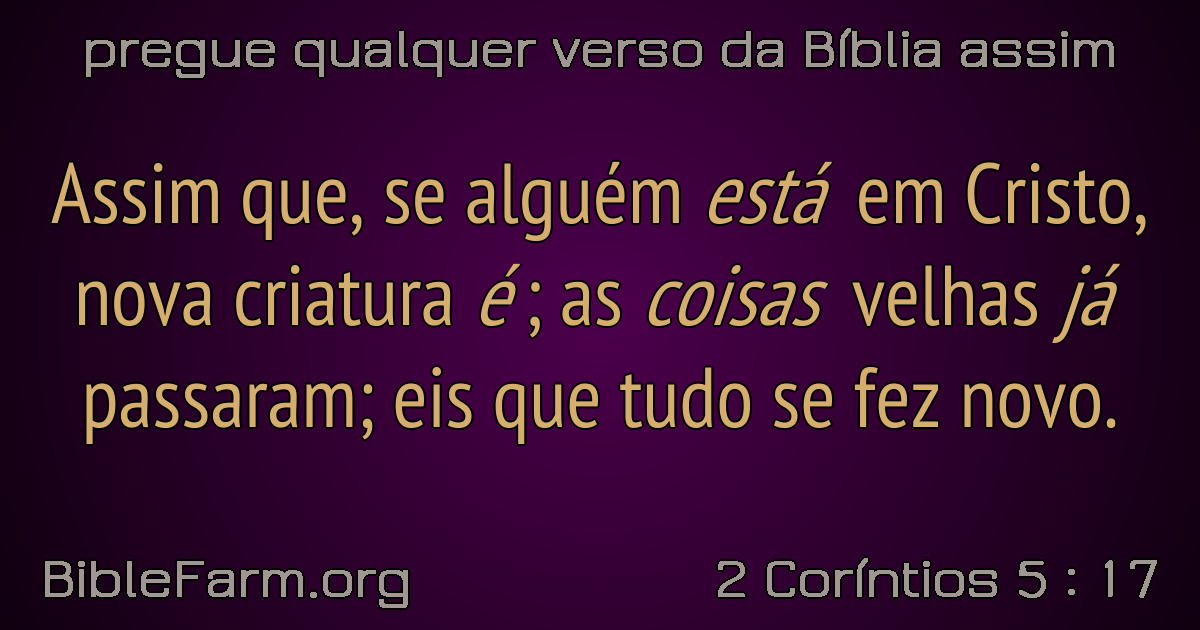 pregue qualquer verso da Bíblia assim
Assim que, se alguém está em Cristo,
nova criatura é; as coisas velhas já
passaram; eis que tudo se fez novo.
BibleFarm.org
2 Coríntios 5 : 17